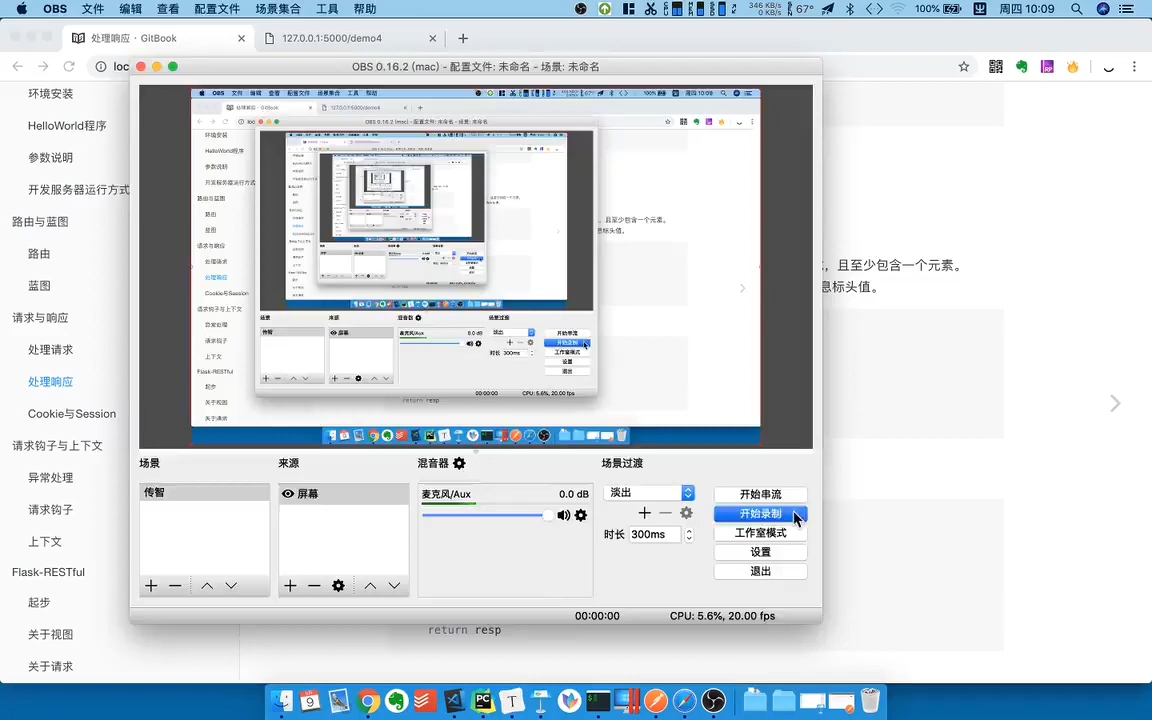 OBS 文件 编辑 查看 配置文件 场景集合 工具 帮助
346 KB/s
0 KB/s
67° 100% 周四 10:09
处理响应 · GitBook
127.0.0.1:5000/demo4
loc
OBS 0.16.2 (mac) - 配置文件: 未命名 - 场景: 未命名
环境安装
HelloWorld程序
参数说明
开发服务器运行方式
路由与蓝图
路由
蓝图
请求与响应
处理请求
处理响应
Cookie与Session
请求钩子与上下文
异常处理
请求钩子
上下文
Flask-RESTful
起步
关于视图
关于请求
，且至少包含一个元素。
息标头值。
return resp
场景
来源
混音器
场景过渡
传智
屏幕
麦克风/Aux 0.0 dB
淡出
时长 300ms
开始串流
开始录制
工作室模式
设置
退出
00:00:00
CPU: 5.6%, 20.00 fps